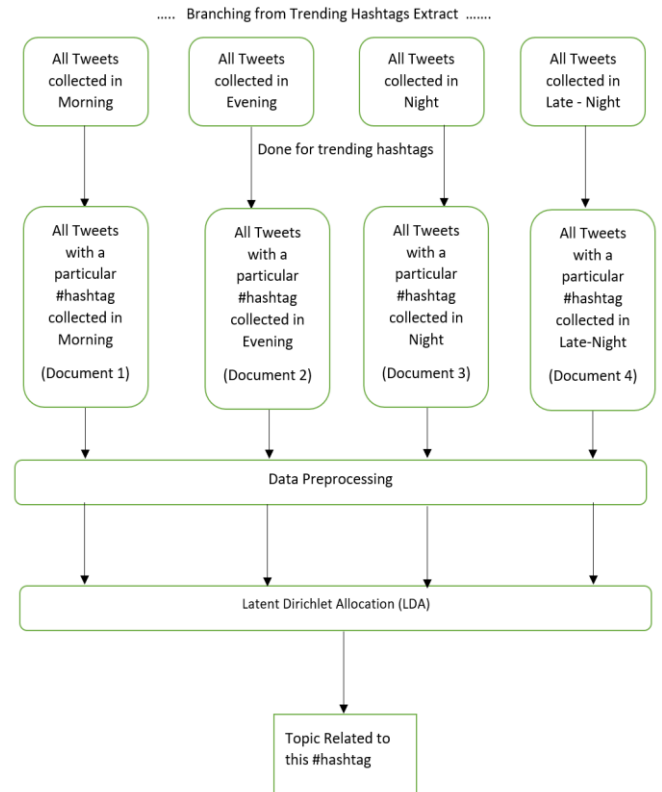 ..... Branching from Trending Hashtags Extract .......
All Tweets
collected in
Morning
All Tweets
collected in
Evening
All Tweets
collected in
Night
All Tweets
collected in
Late - Night
Done for trending hashtags
All Tweets
with a
particular
#hashtag
collected in
Morning
(Document 1)
All Tweets
with a
particular
#hashtag
collected in
Evening
(Document 2)
All Tweets
with a
particular
#hashtag
collected in
Night
(Document 3)
All Tweets
with a
particular
#hashtag
collected in
Late-Night
(Document 4)
Data Preprocessing
Latent Dirichlet Allocation (LDA)
Topic Related to
this #hashtag